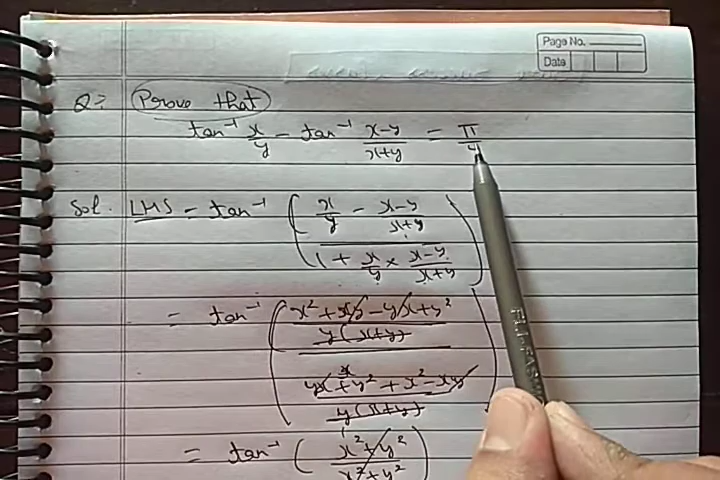 Page No.
Date
Q: Prove that
tan⁻¹ x/y - tan⁻¹ (x-y)/(x+y) = π/4
Sol. LHS = tan⁻¹ ( (x/y - (x-y)/(x+y)) / (1 + x/y × (x-y)/(x+y)) )
= tan⁻¹ ( ((x² + xy - yx + y²) / (y(x+y))) / ((yx + y² + x² - xy) / (y(x+y))) )
= tan⁻¹ ( (x² + y²) / (x² + y²) )